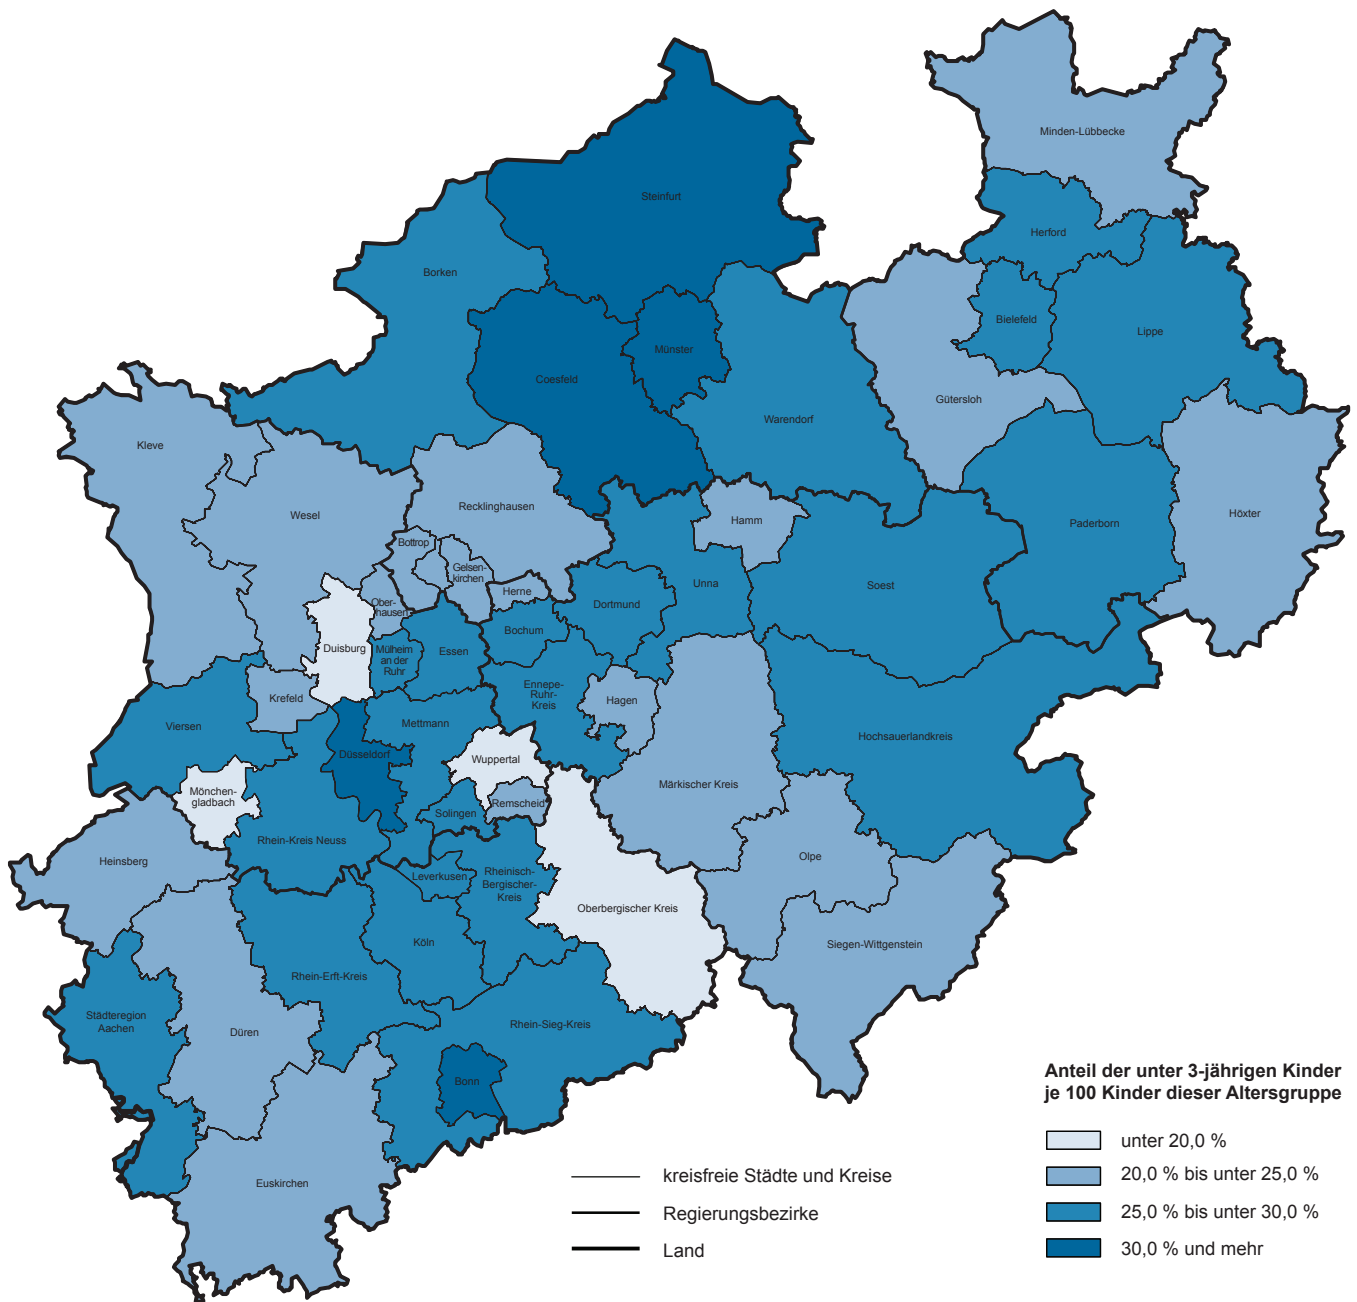 Minden-Lübbecke
Steinfurt
Herford
Borken
Bielefeld
Lippe
Münster
Coesfeld
Gütersloh
Warendorf
Kleve
Recklinghausen
Wesel
Hamm
Höxter
Paderborn
Bottrop
Gelsen-
kirchen
Unna
Soest
Herne
Ober-
hausen
Dortmund
Bochum
Duisburg
Mülheim
an der
Ruhr
Essen
Ennepe-
Ruhr-
Kreis
Krefeld
Hagen
Viersen
Mettmann
Hochsauerlandkreis
Düsseldorf
Wuppertal
Märkischer Kreis
Mönchen-
gladbach
Remscheid
Solingen
Rhein-Kreis Neuss
Heinsberg
Olpe
Leverkusen
Rheinisch-
Bergischer-
Kreis
Oberbergischer Kreis
Köln
Siegen-Wittgenstein
Rhein-Erft-Kreis
Städteregion
Aachen
Düren
Rhein-Sieg-Kreis
Bonn
Euskirchen
kreisfreie Städte und Kreise
Regierungsbezirke
Land
Anteil der unter 3-jährigen Kinder
je 100 Kinder dieser Altersgruppe
unter 20,0 %
20,0 % bis unter 25,0 %
25,0 % bis unter 30,0 %
30,0 % und mehr